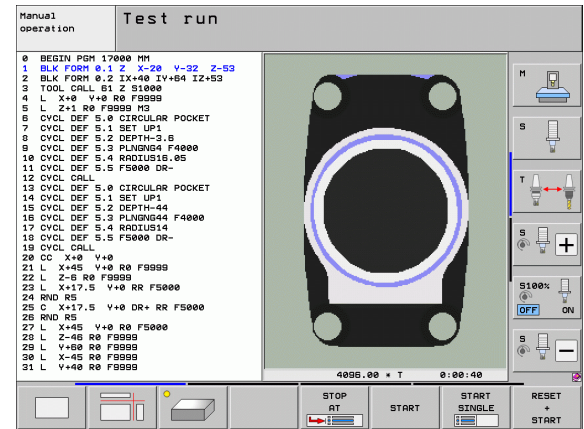 Manual
operation
Test run
0 BEGIN PGM 17000 MM
1 BLK FORM 0.1 Z X-20 Y-32 Z-53
2 BLK FORM 0.2 IX+40 IY+64 IZ+53
3 TOOL CALL 61 Z S1000
4 L X+0 Y+0 R0 F9999
5 L Z+1 R0 F9999 M3
6 CYCL DEF 5.0 CIRCULAR POCKET
7 CYCL DEF 5.1 SET UP1
8 CYCL DEF 5.2 DEPTH-3.6
9 CYCL DEF 5.3 PLNGNG4 F4000
10 CYCL DEF 5.4 RADIUS16.05
11 CYCL DEF 5.5 F5000 DR-
12 CYCL CALL
13 CYCL DEF 5.0 CIRCULAR POCKET
14 CYCL DEF 5.1 SET UP1
15 CYCL DEF 5.2 DEPTH-44
16 CYCL DEF 5.3 PLNGNG44 F4000
17 CYCL DEF 5.4 RADIUS14
18 CYCL DEF 5.5 F5000 DR-
19 CYCL CALL
20 CC X+0 Y+0
21 L X+45 Y+0 R0 F9999
22 L Z-6 R0 F9999
23 L X+17.5 Y+0 RR F5000
24 RND R5
25 C X+17.5 Y+0 DR+ RR F5000
26 RND R5
27 L X+45 Y+0 R0 F5000
28 L Z-46 R0 F9999
29 L Y+60 R0 F9999
30 L X-45 R0 F9999
31 L Y+40 R0 F9999
4096.00 * T 0:00:40
M
S
T
S
S100%
OFF ON
S
STOP
AT
START
START
SINGLE
RESET
+
START